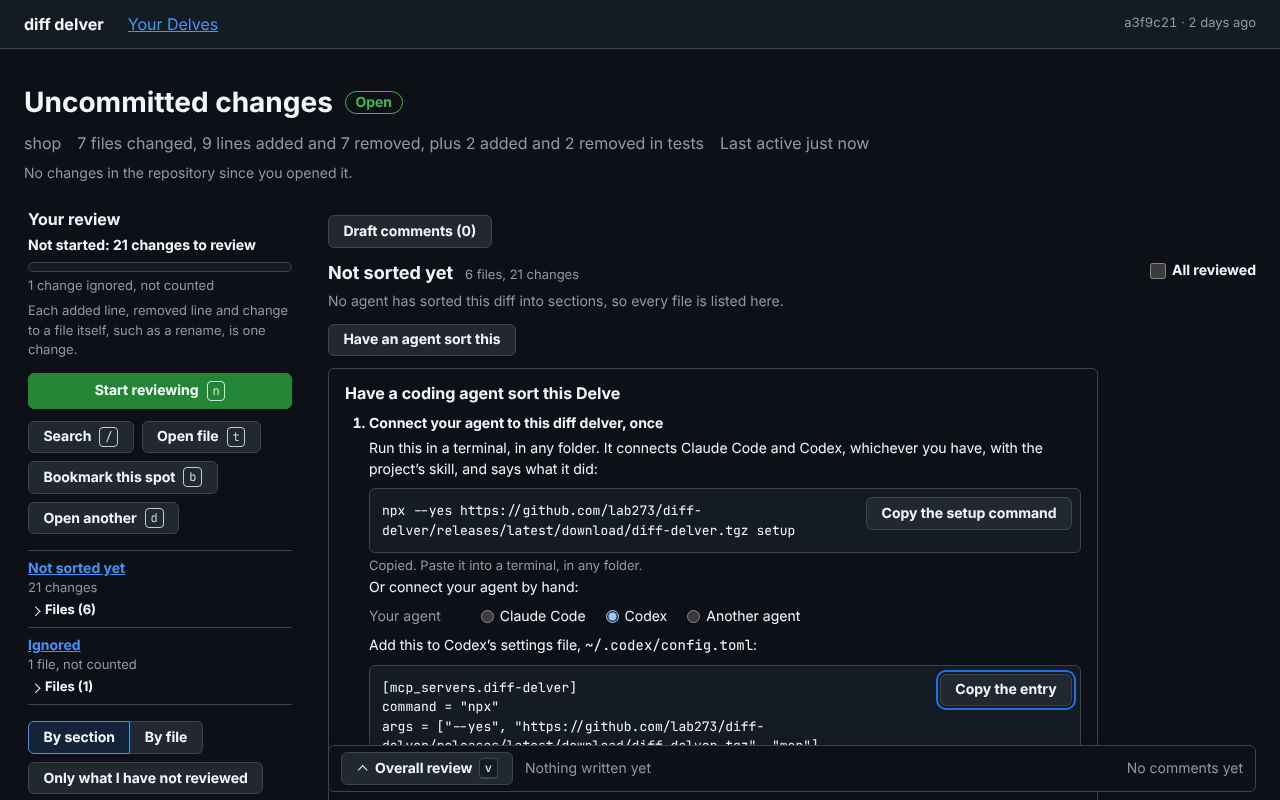 diff delver Your Delves a3f9c21 · 2 days ago
Uncommitted changes Open
shop 7 files changed, 9 lines added and 7 removed, plus 2 added and 2 removed in tests Last active just now
No changes in the repository since you opened it.
Your review
Not started: 21 changes to review
1 change ignored, not counted
Each added line, removed line and change
to a file itself, such as a rename, is one
change.
Start reviewing n
Search / Open file t
Bookmark this spot b
Open another d
Not sorted yet
21 changes
Files (6)
Ignored
1 file, not counted
Files (1)
By section By file
Only what I have not reviewed
Draft comments (0)
Not sorted yet 6 files, 21 changes All reviewed
No agent has sorted this diff into sections, so every file is listed here.
Have an agent sort this
Have a coding agent sort this Delve
1. Connect your agent to this diff delver, once
Run this in a terminal, in any folder. It connects Claude Code and Codex, whichever you have, with the
project’s skill, and says what it did:
npx --yes https://github.com/lab273/diff-
delver/releases/latest/download/diff-delver.tgz setup
Copy the setup command
Copied. Paste it into a terminal, in any folder.
Or connect your agent by hand:
Your agent Claude Code Codex Another agent
Add this to Codex’s settings file, ~/.codex/config.toml:
[mcp_servers.diff-delver]
command = "npx"
args = ["--yes", "https://github.com/lab273/diff-
delver/releases/latest/download/diff-delver.tgz", "mcp"]
Copy the entry
Overall review v Nothing written yet No comments yet